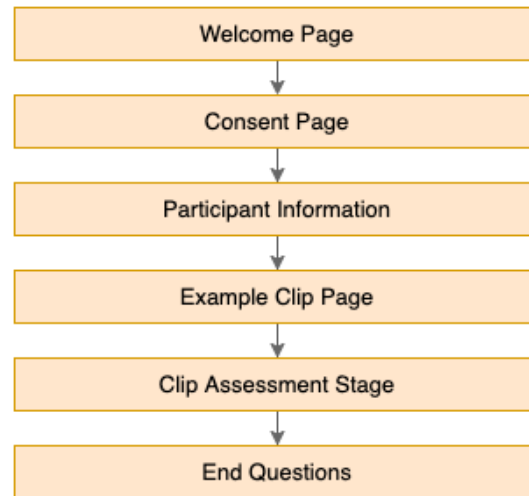 Welcome Page
Consent Page
Participant Information
Example Clip Page
Clip Assessment Stage
End Questions